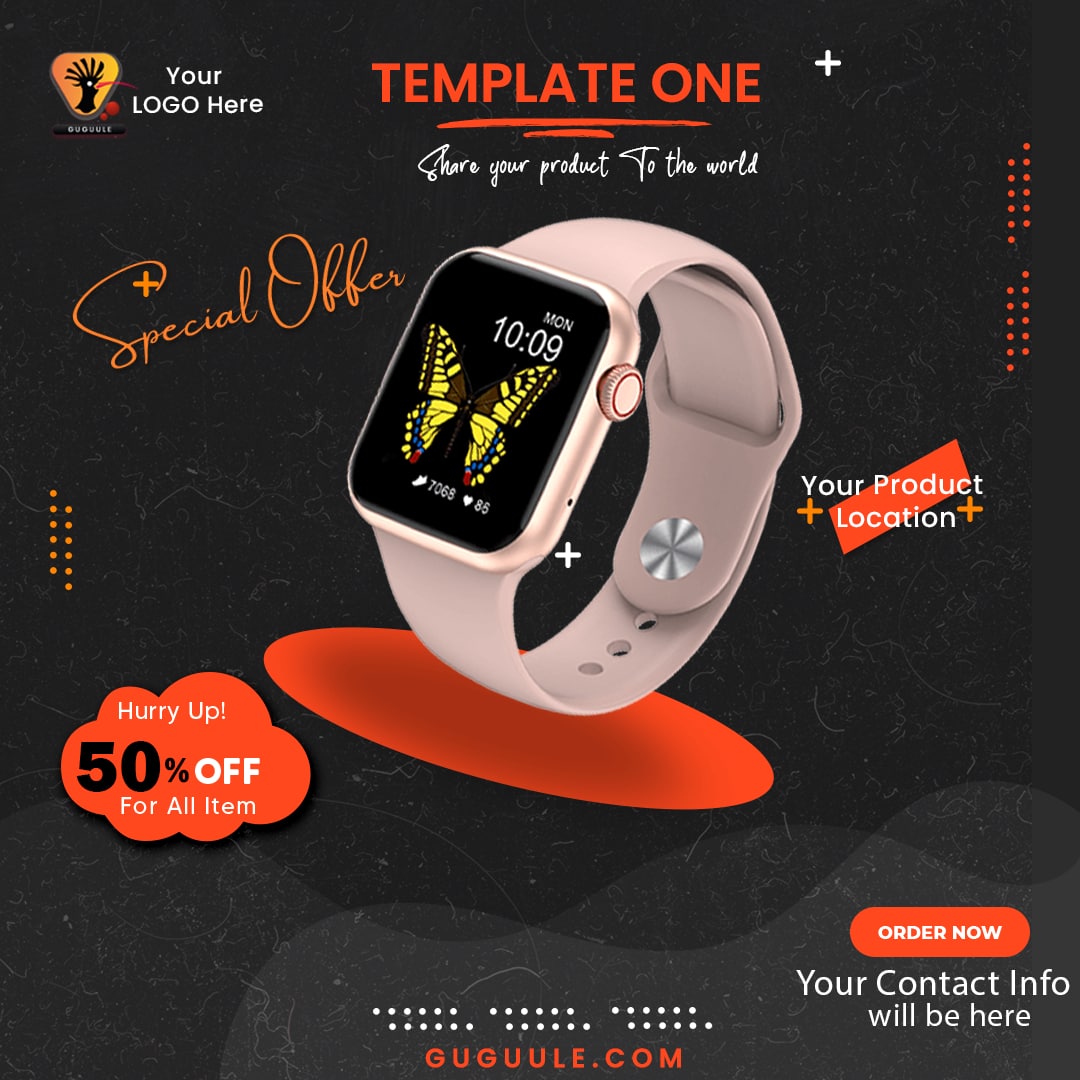 GUGUULE
Your
LOGO Here
TEMPLATE ONE
Share your product To the world
Special Offer
MON
10:09
7068 86
Your Product
Location
Hurry Up!
50% OFF
For All Item
ORDER NOW
Your Contact Info
will be here
GUGUULE.COM